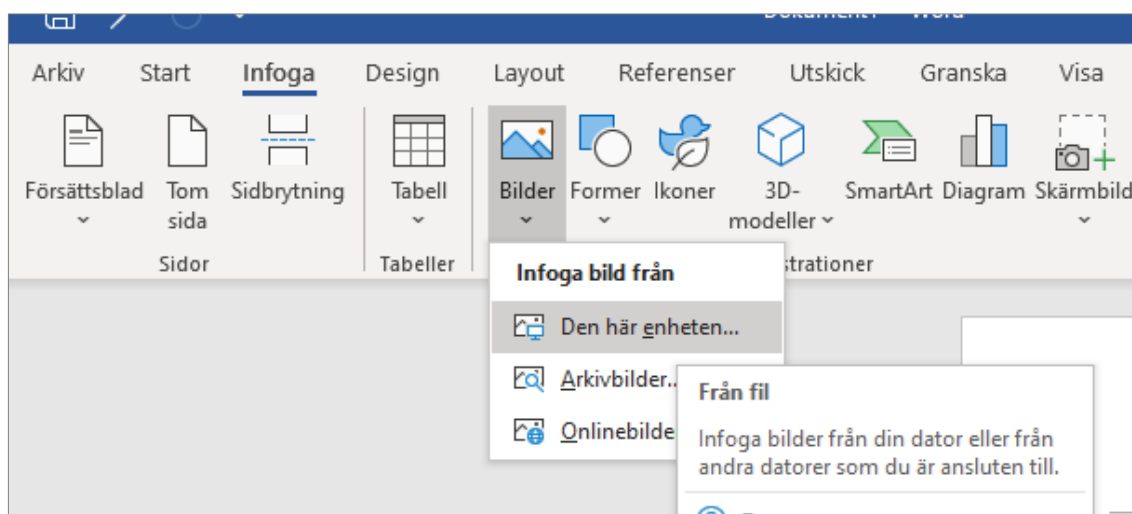 Arkiv Start Infoga Design Layout Referenser Utskick Granska Visa
Försättsblad Tom sida Sidbrytning Tabell Bilder Former Ikoner 3D-modeller SmartArt Diagram Skärmbild
Sidor Tabeller strationer
Infoga bild från
Den här enheten...
Arkivbilder..
Onlinebilde
Från fil
Infoga bilder från din dator eller från
andra datorer som du är ansluten till.